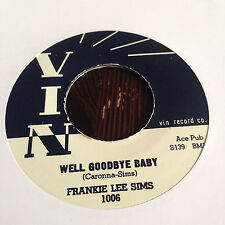 VIN
vin record co.
Ace Pub
S139 BMI
WELL GOODBYE BABY
(Caronna-Sims)
FRANKIE LEE SIMS
1006